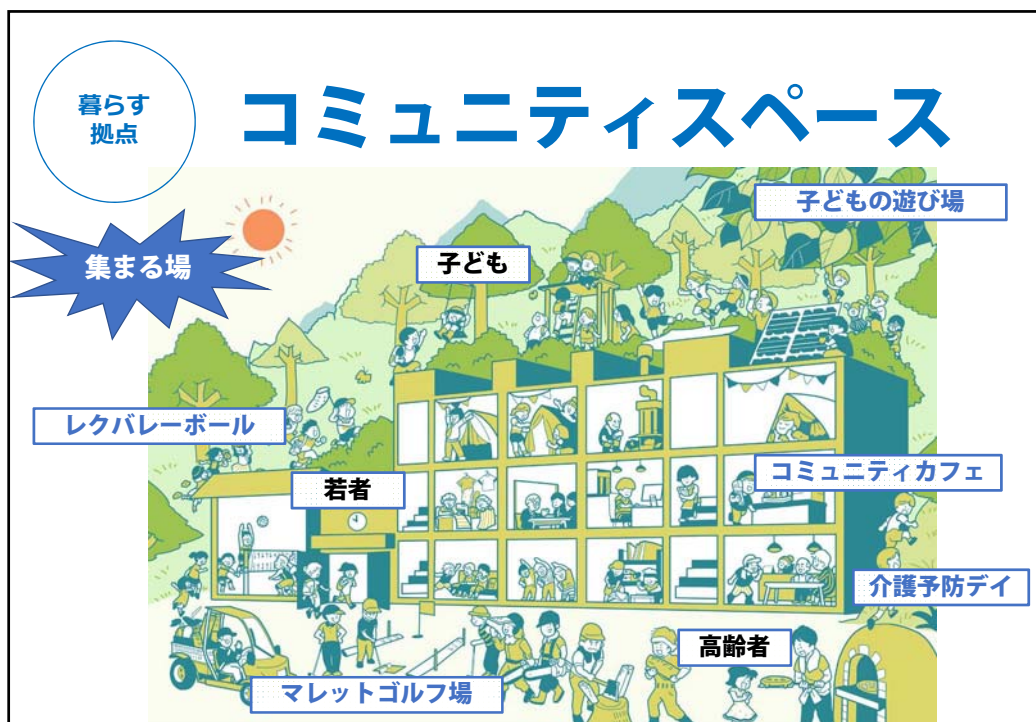 暮らす
拠点
コミュニティスペース
子どもの遊び場
集まる場
子ども
レクバレーボール
若者
コミュニティカフェ
介護予防デイ
高齢者
マレットゴルフ場